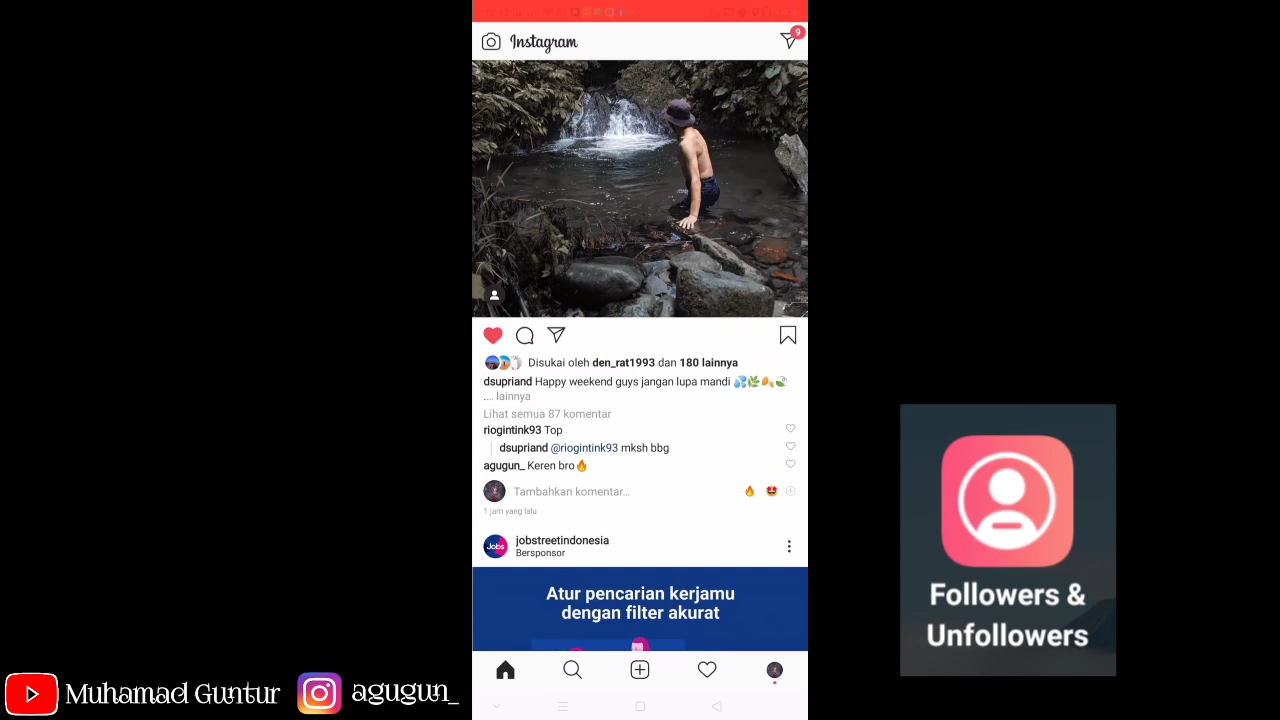 Instagram
9
Disukai oleh den_rat1993 dan 180 lainnya
dsupriand Happy weekend guys jangan lupa mandi 💦🌿🍂🍃
.... lainnya
Lihat semua 87 komentar
riogintink93 Top
dsupriand @riogintink93 mksh bbg
agugun_ Keren bro🔥
Tambahkan komentar...
1 jam yang lalu
Jobs
jobstreetindonesia
Bersponsor
Atur pencarian kerjamu
dengan filter akurat
Followers &
Unfollowers
Muhamad Guntur
agugun_